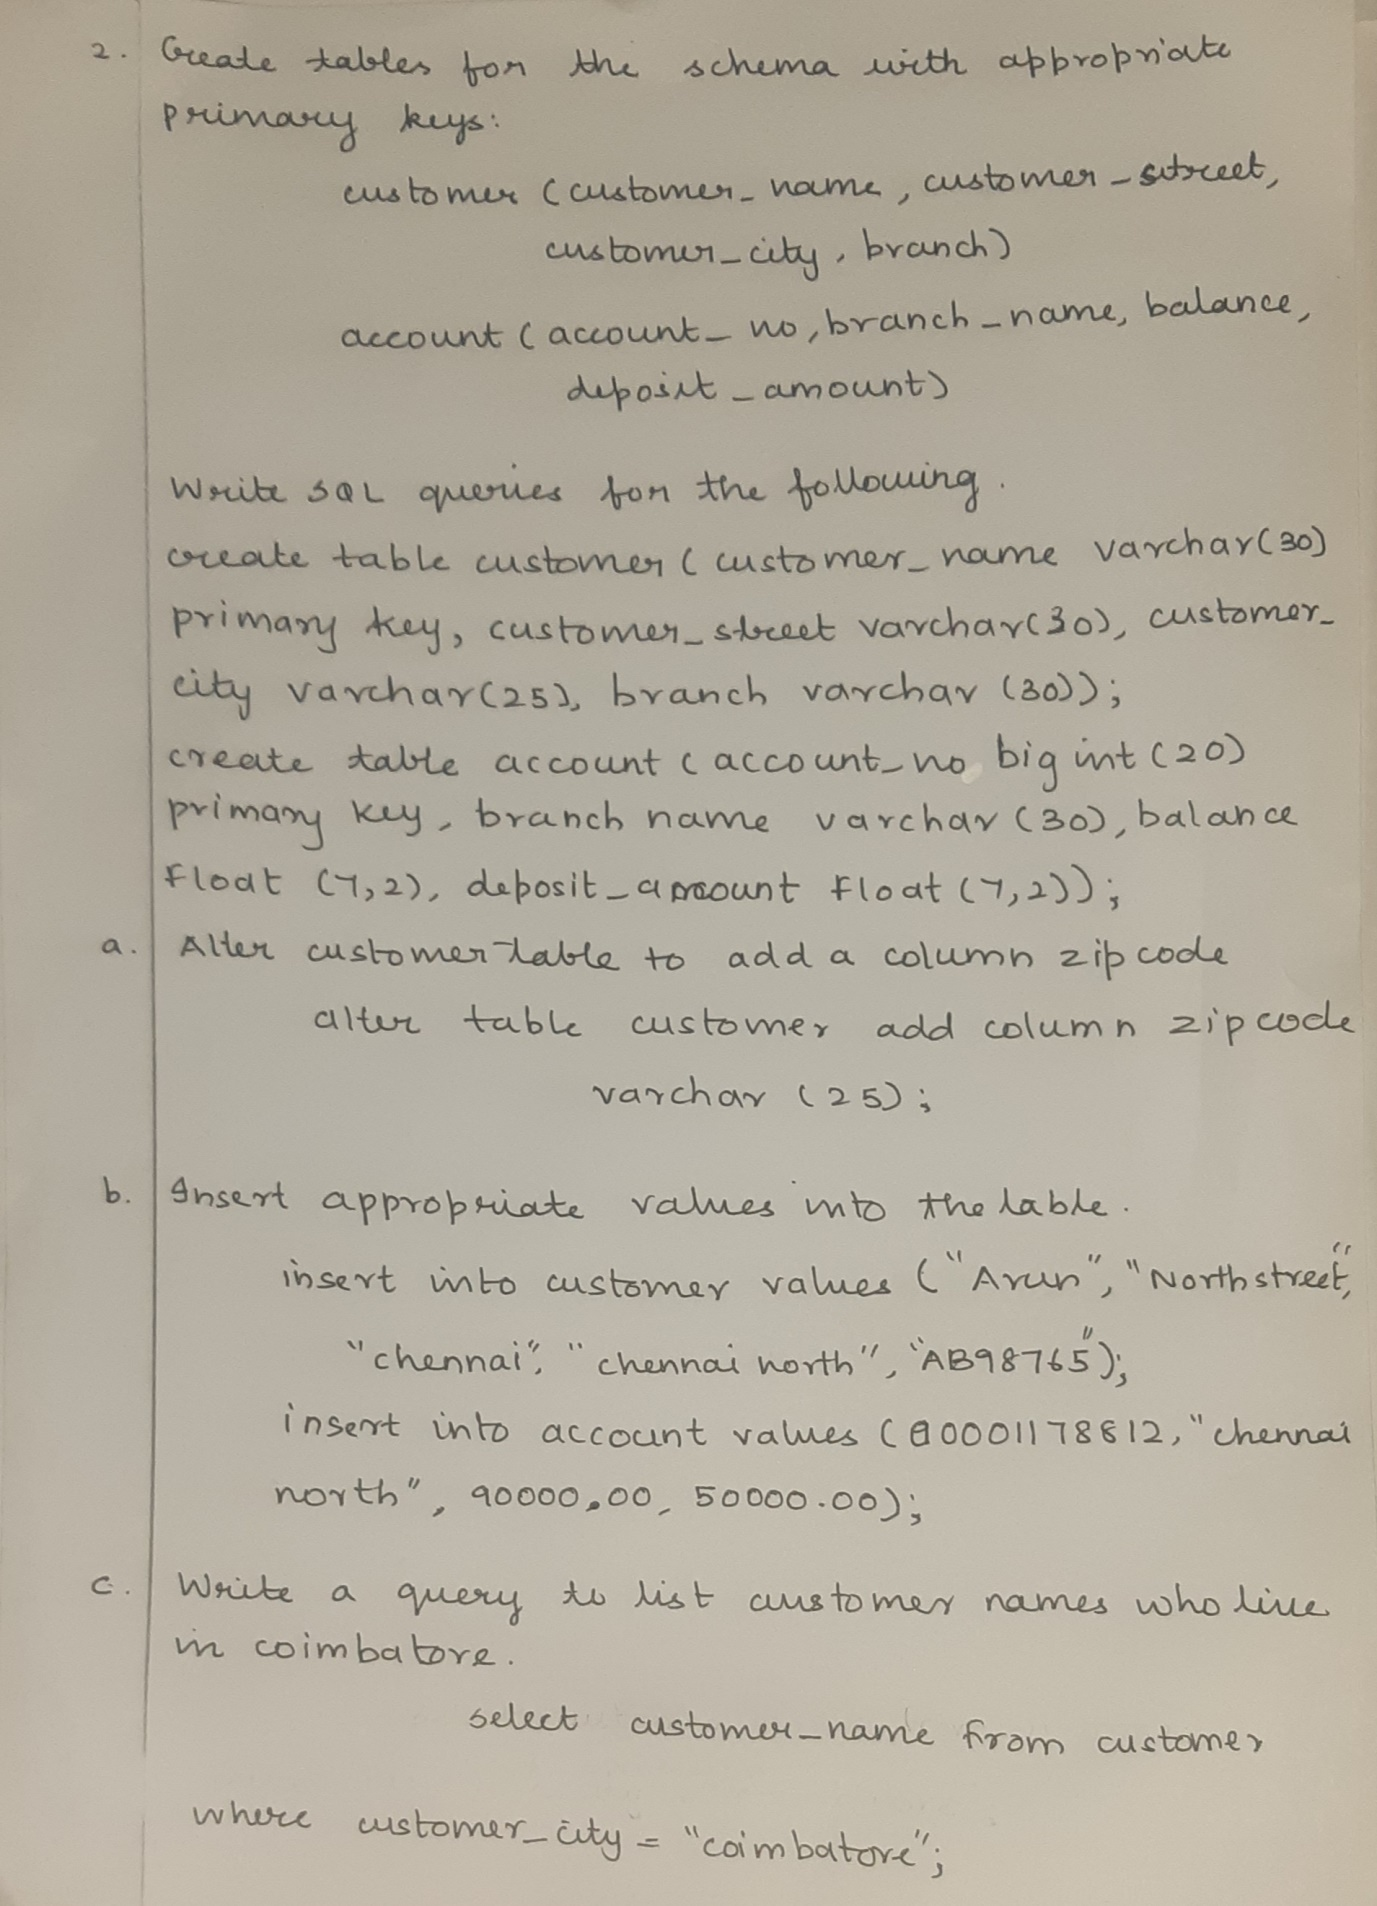 2. Create tables for the schema with appropriate
primary keys:
customer (customer_name, customer_street,
customer_city, branch)
account (account_no, branch_name, balance,
deposit_amount)
Write SQL queries for the following.
create table customer (customer_name varchar(30)
primary key, customer_street varchar(30), customer_
city varchar(25), branch varchar (30));
create table account (account_no big int (20)
primary key, branch name varchar (30), balance
float (7,2), deposit_amount float (7,2));
a. Alter customer table to add a column zip code
alter table customer add column zip code
varchar (25);
b. Insert appropriate values into the table.
insert into customer values ("Arun", "North street",
"chennai", "chennai north", "AB98765");
insert into account values (00001178812, "chennai
north", 90000.00, 50000.00);
c. Write a query to list customer names who live
in coimbatore.
select customer_name from customer
where customer_city = "coimbatore";